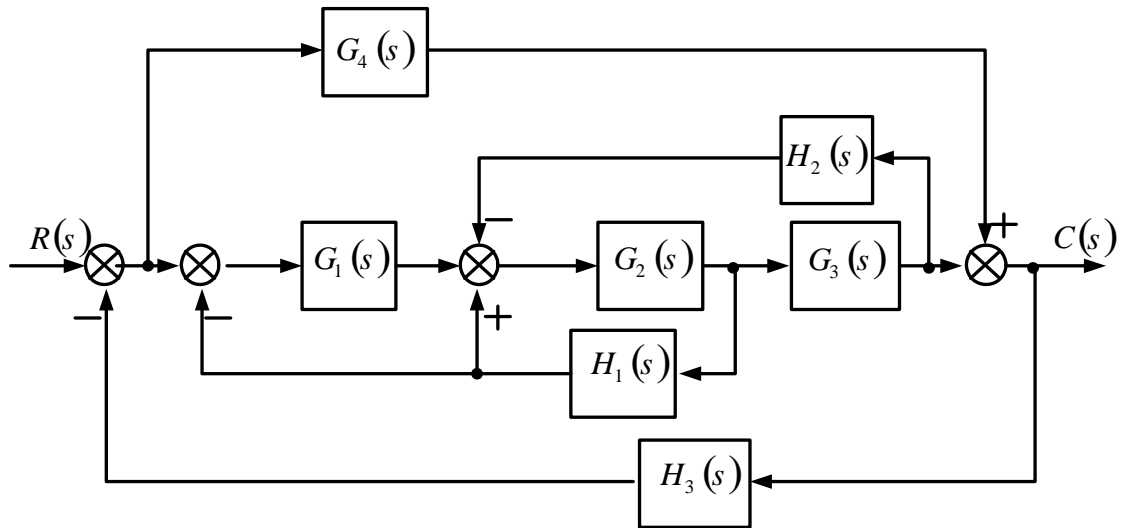 G₄(s)
H₂(s)
R(s)
−
+
C(s)
G₁(s)
G₂(s)
G₃(s)
−
−
+
H₁(s)
H₃(s)